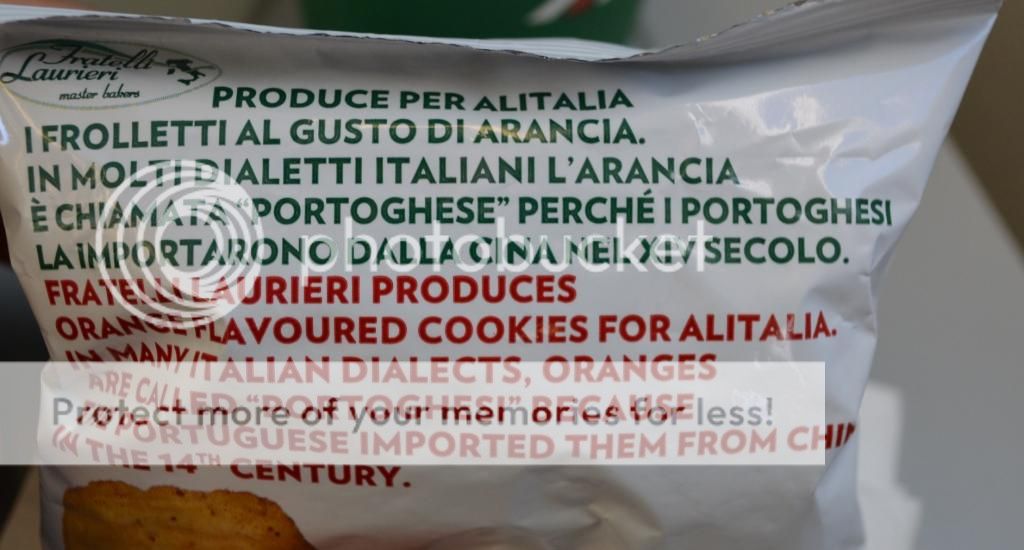 Fratelli
Laurieri
master bakers
PRODUCE PER ALITALIA
I FROLLETTI AL GUSTO DI ARANCIA.
IN MOLTI DIALETTI ITALIANI L'ARANCIA
È CHIAMATA “PORTOGHESE” PERCHÉ I PORTOGHESI
LA IMPORTARONO DALLA CINA NEL XIV SECOLO.
FRATELLI LAURIERI PRODUCES
ORANGE FLAVOURED COOKIES FOR ALITALIA.
IN MANY ITALIAN DIALECTS, ORANGES
ARE CALLED “PORTOGHESI” BECAUSE
PORTUGUESE IMPORTED THEM FROM CHIN
IN THE 14TH CENTURY.
photobucket
Protect more of your memories for less!